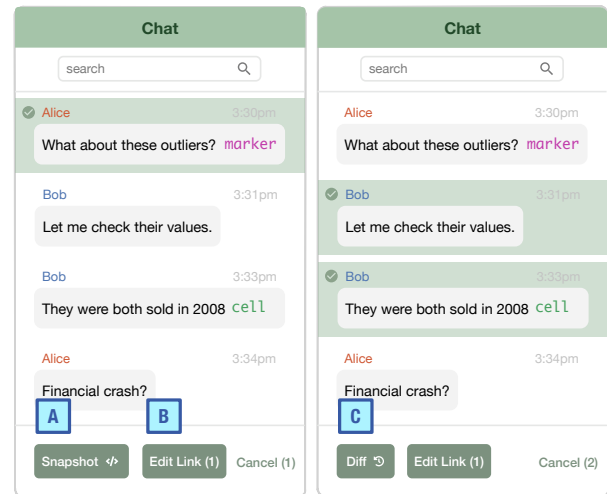 Chat
search
Alice 3:30pm
What about these outliers? marker
Bob 3:31pm
Let me check their values.
Bob 3:33pm
They were both sold in 2008 cell
Alice 3:34pm
Financial crash?
A B
Snapshot </> Edit Link (1) Cancel (1)
Chat
search
Alice 3:30pm
What about these outliers? marker
Bob 3:31pm
Let me check their values.
Bob 3:33pm
They were both sold in 2008 cell
Alice 3:34pm
Financial crash?
C
Diff Edit Link (1) Cancel (2)